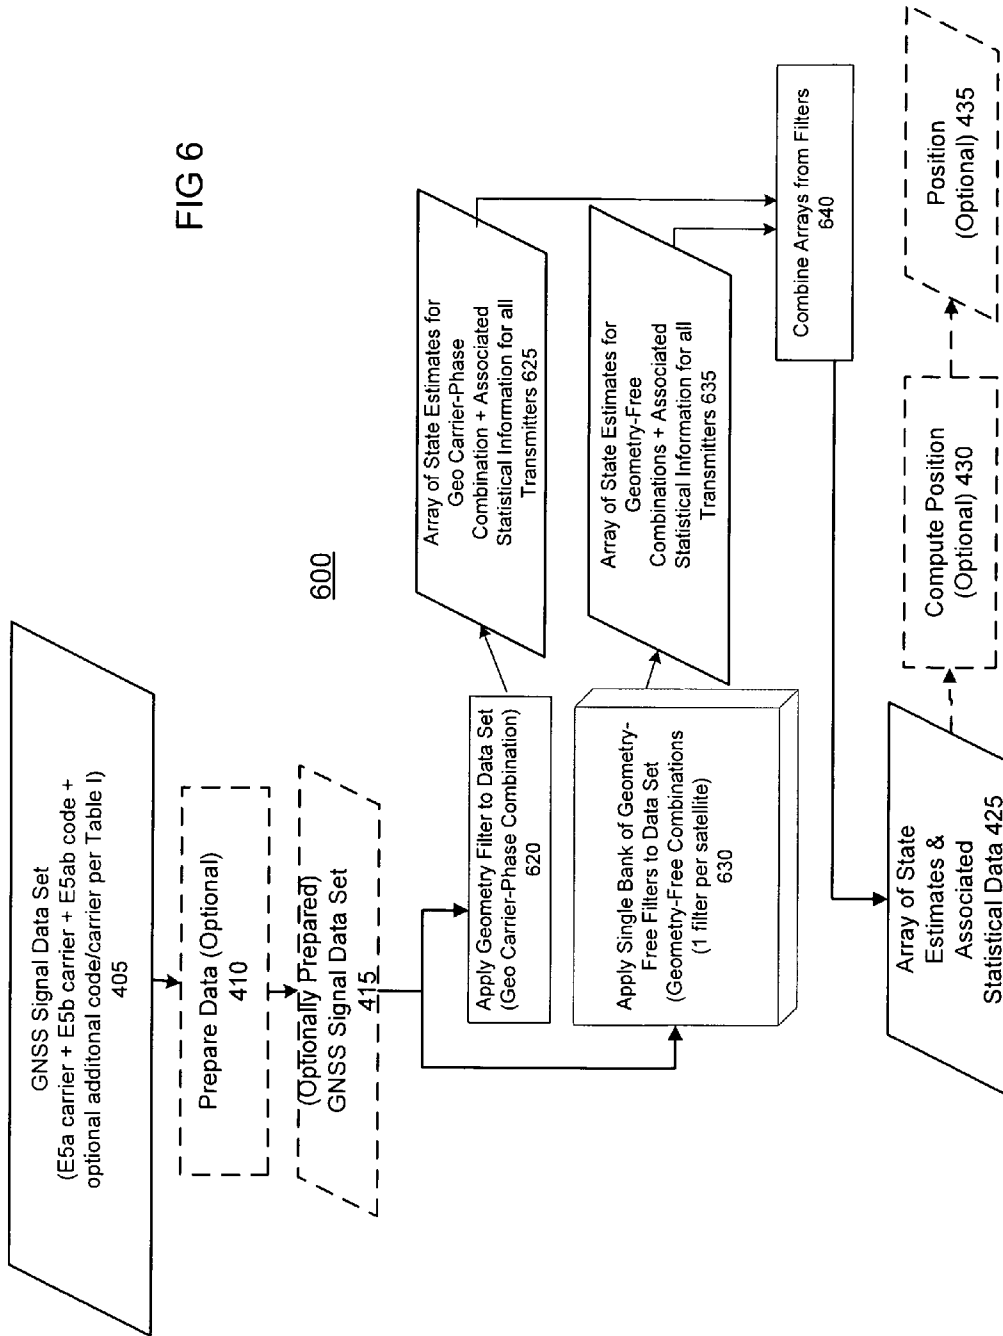 FIG 6
600
GNSS Signal Data Set
(E5a carrier + E5b carrier + E5ab code +
optional additonal code/carrier per Table I)
405
Prepare Data (Optional)
410
(Optionally Prepared)
GNSS Signal Data Set
415
Apply Geometry Filter to Data Set
(Geo Carrier-Phase Combination)
620
Array of State Estimates for
Geo Carrier-Phase
Combination + Associated
Statistical Information for all
Transmitters 625
Apply Single Bank of Geometry-
Free Filters to Data Set
(Geometry-Free Combinations
(1 filter per satellite)
630
Array of State Estimates for
Geometry-Free
Combinations + Associated
Statistical Information for all
Transmitters 635
Combine Arrays from Filters
640
Array of State
Estimates &
Associated
Statistical Data 425
Compute Position
(Optional) 430
Position
(Optional) 435